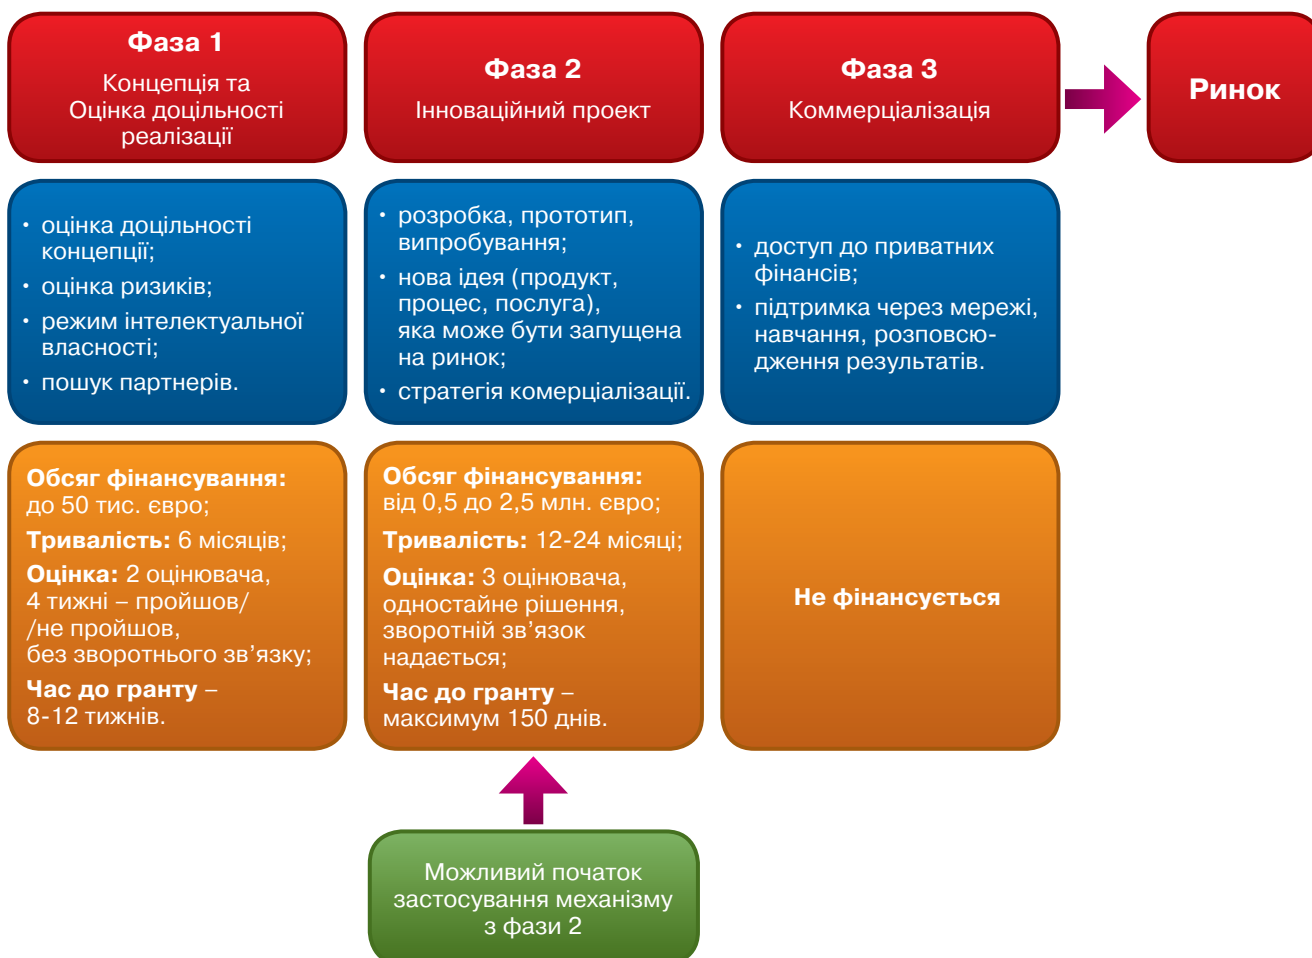 Фаза 1
Концепція та
Оцінка доцільності
реалізації
Фаза 2
Інноваційний проект
Фаза 3
Коммерціалізація
Ринок
· оцінка доцільності
концепції;
· оцінка ризиків;
· режим інтелектуальної
власності;
· пошук партнерів.
· розробка, прототип,
випробування;
· нова ідея (продукт,
процес, послуга),
яка може бути запущена
на ринок;
· стратегія комерціалізації.
· доступ до приватних
фінансів;
· підтримка через мережі,
навчання, розповсю-
дження результатів.
Обсяг фінансування:
до 50 тис. євро;
Тривалість: 6 місяців;
Оцінка: 2 оцінювача,
4 тижні – пройшов/
/не пройшов,
без зворотнього зв’язку;
Час до гранту –
8-12 тижнів.
Обсяг фінансування:
від 0,5 до 2,5 млн. євро;
Тривалість: 12-24 місяці;
Оцінка: 3 оцінювача,
одностайне рішення,
зворотній зв’язок
надається;
Час до гранту –
максимум 150 днів.
Не фінансується
Можливий початок
застосування механізму
з фази 2